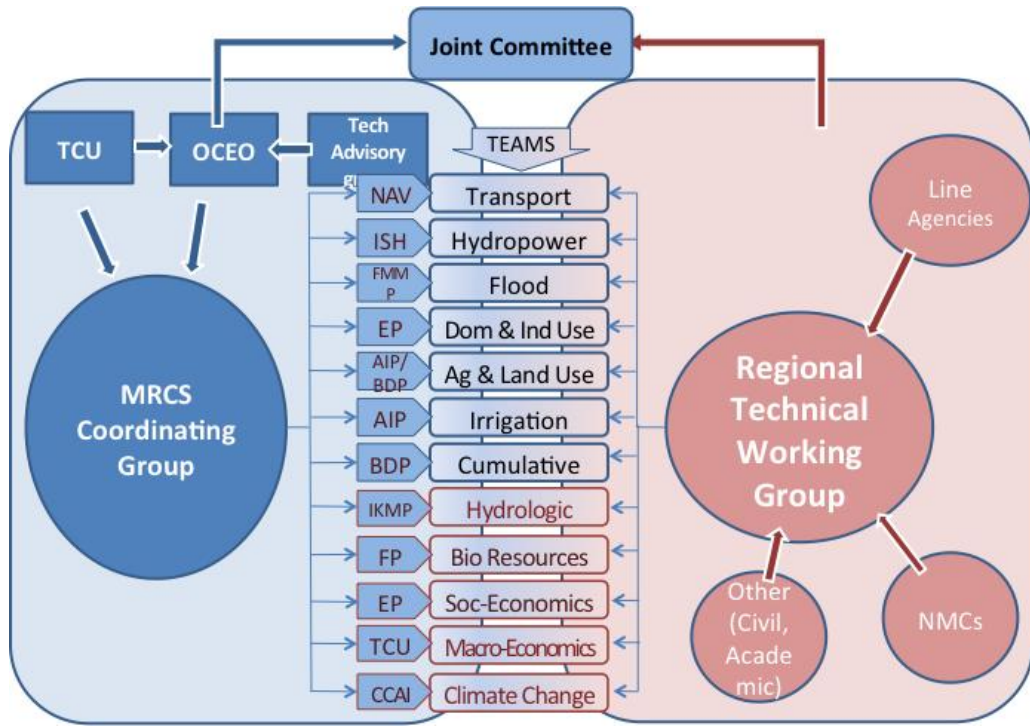 Joint Committee
TCU
OCEO
Tech
Advisory
TEAMS
NAV
Transport
ISH
Hydropower
FMM
P
Flood
EP
Dom & Ind Use
AIP/
BDP
Ag & Land Use
AIP
Irrigation
BDP
Cumulative
IKMP
Hydrologic
FP
Bio Resources
EP
Soc-Economics
TCU
Macro-Economics
CCAI
Climate Change
MRCS
Coordinating
Group
Line
Agencies
Regional
Technical
Working
Group
Other
(Civil,
Acade
mic)
NMCs